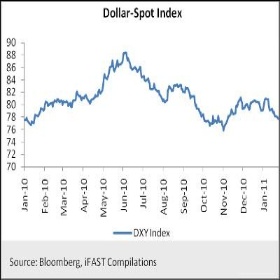 Dollar-Spot Index
90
88
86
84
82
80
78
76
74
72
70
Jan-10
Feb-10
Mar-10
Apr-10
May-10
Jun-10
Jul-10
Aug-10
Sep-10
Oct-10
Nov-10
Dec-10
Jan-11
DXY Index
Source: Bloomberg, iFAST Compilations